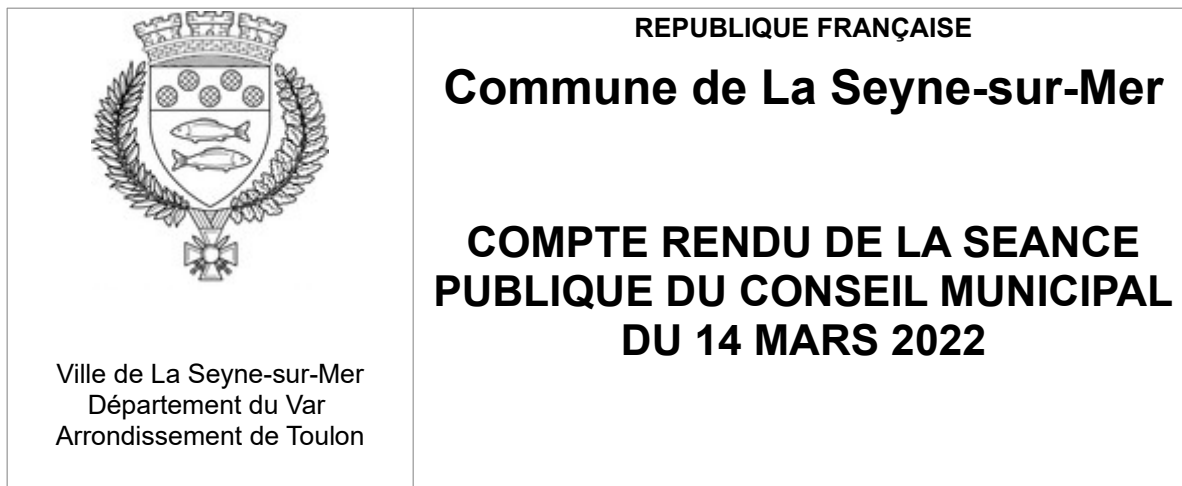 REPUBLIQUE FRANÇAISE
Commune de La Seyne-sur-Mer
COMPTE RENDU DE LA SEANCE
PUBLIQUE DU CONSEIL MUNICIPAL
DU 14 MARS 2022
Ville de La Seyne-sur-Mer
Département du Var
Arrondissement de Toulon